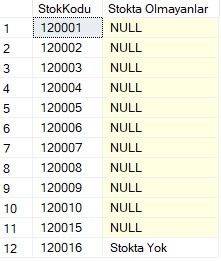 StokKodu Stokta Olmayanlar
1 120001 NULL
2 120002 NULL
3 120003 NULL
4 120004 NULL
5 120005 NULL
6 120006 NULL
7 120007 NULL
8 120008 NULL
9 120009 NULL
10 120010 NULL
11 120015 NULL
12 120016 Stokta Yok